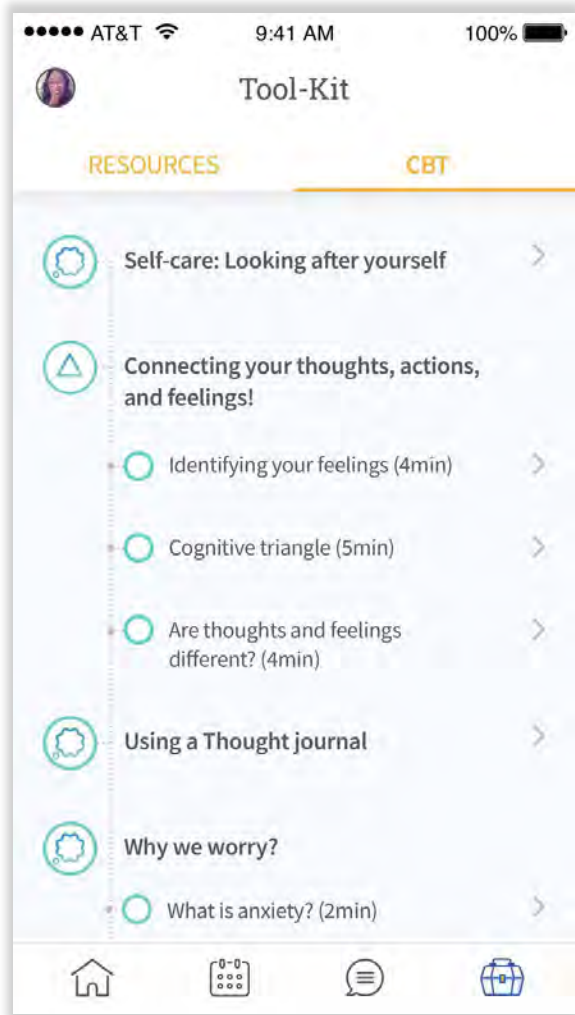 AT&T 9:41 AM 100%
Tool-Kit
RESOURCES CBT
Self-care: Looking after yourself
Connecting your thoughts, actions,
and feelings!
Identifying your feelings (4min)
Cognitive triangle (5min)
Are thoughts and feelings
different? (4min)
Using a Thought journal
Why we worry?
What is anxiety? (2min)